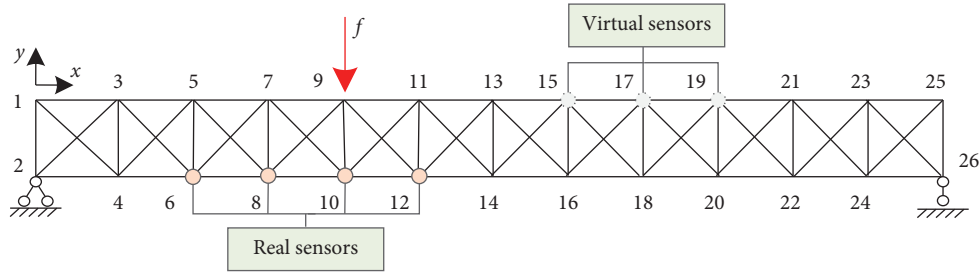 Virtual sensors
f
y
x
1 3 5 7 9 11 13 15 17 19 21 23 25
2 26
4 6 8 10 12 14 16 18 20 22 24
Real sensors